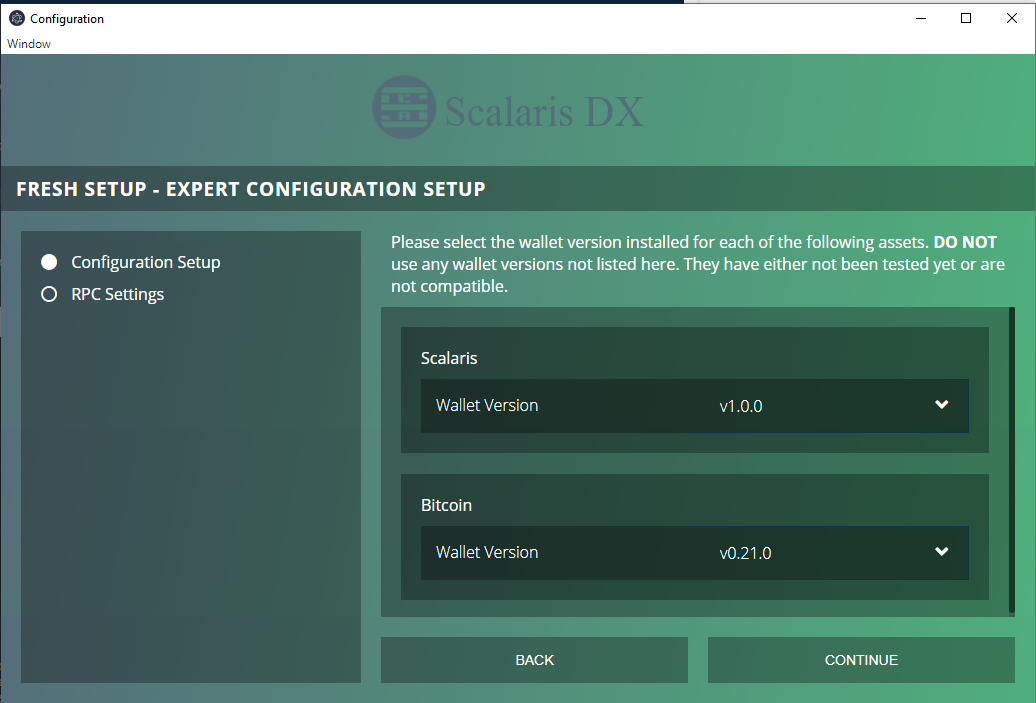 Configuration
Window
Scalaris DX
FRESH SETUP - EXPERT CONFIGURATION SETUP
Configuration Setup
RPC Settings
Please select the wallet version installed for each of the following assets. DO NOT
use any wallet versions not listed here. They have either not been tested yet or are
not compatible.
Scalaris
Wallet Version v1.0.0
Bitcoin
Wallet Version v0.21.0
BACK CONTINUE